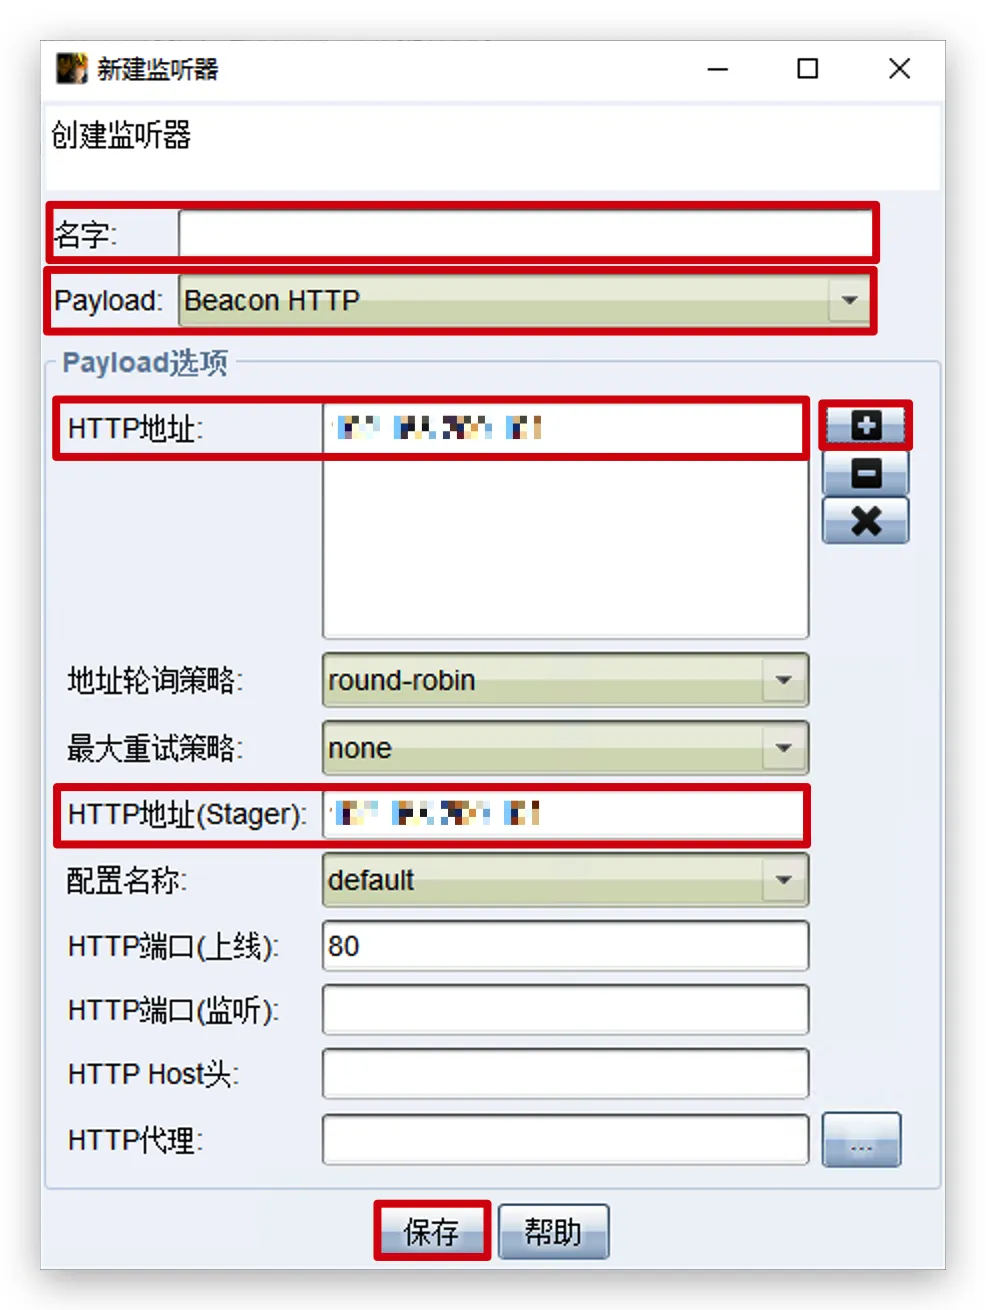 新建监听器
创建监听器
名字:
Payload: Beacon HTTP
Payload选项
HTTP地址:
地址轮询策略: round-robin
最大重试策略: none
HTTP地址(Stager):
配置名称: default
HTTP端口(上线): 80
HTTP端口(监听):
HTTP Host头:
HTTP代理: ...
保存 帮助